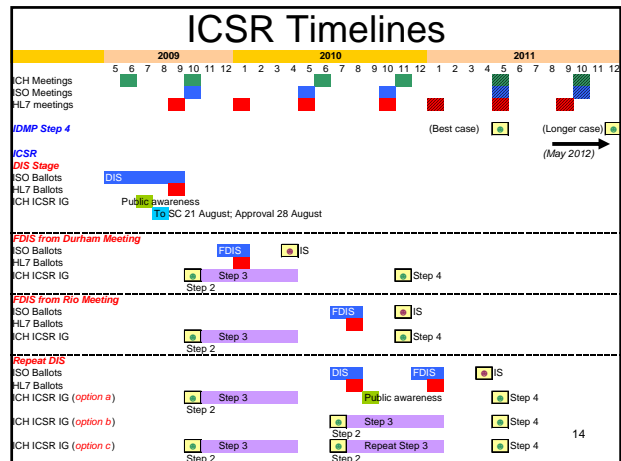 ICSR Timelines
2009 2010 2011
5 6 7 8 9 10 11 12 1 2 3 4 5 6 7 8 9 10 11 12 1 2 3 4 5 6 7 8 9 10 11 12
ICH Meetings
ISO Meetings
HL7 meetings
IDMP Step 4 (Best case) (Longer case)
ICSR (May 2012)
DIS Stage
ISO Ballots DIS
HL7 Ballots
ICH ICSR IG Public awareness
To SC 21 August; Approval 28 August
FDIS from Durham Meeting
ISO Ballots FDIS IS
HL7 Ballots
ICH ICSR IG Step 3 Step 4
Step 2
FDIS from Rio Meeting
ISO Ballots FDIS IS
HL7 Ballots
ICH ICSR IG Step 3 Step 4
Step 2
Repeat DIS
ISO Ballots DIS FDIS IS
HL7 Ballots
ICH ICSR IG (option a) Step 3 Public awareness Step 4
Step 2
ICH ICSR IG (option b) Step 3 Step 4
Step 2
14
ICH ICSR IG (option c) Step 3 Repeat Step 3 Step 4
Step 2 Step 2